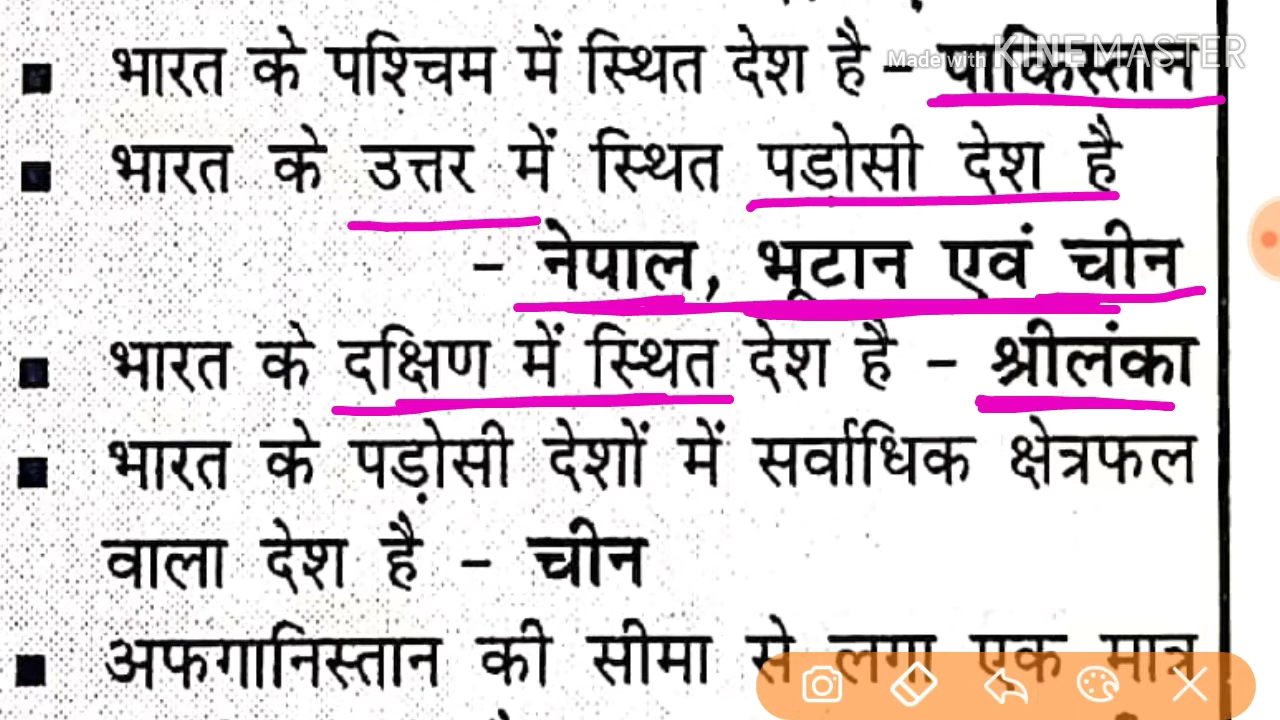 भारत के पश्चिम में स्थित देश है – पाकिस्तान
Made with KINEMASTER
भारत के उत्तर में स्थित पड़ोसी देश है
– नेपाल, भूटान एवं चीन
भारत के दक्षिण में स्थित देश है – श्रीलंका
भारत के पड़ोसी देशों में सर्वाधिक क्षेत्रफल
वाला देश है – चीन
अफगानिस्तान की सीमा से लगा एक मात्र